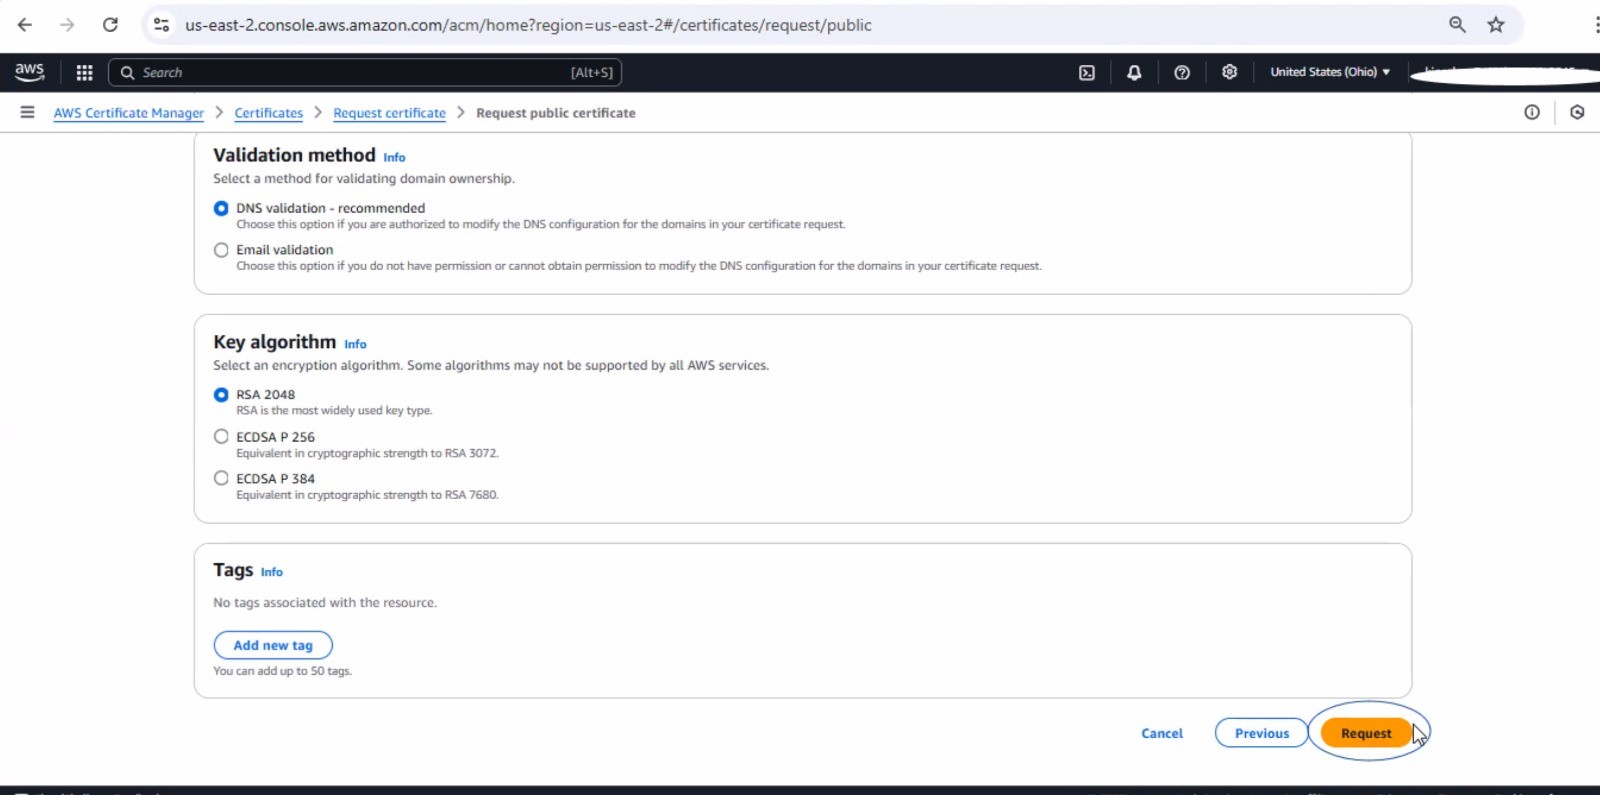 us-east-2.console.aws.amazon.com/acm/home?region=us-east-2#/certificates/request/public
aws Search [Alt+S] United States (Ohio)
AWS Certificate Manager > Certificates > Request certificate > Request public certificate
Validation method Info
Select a method for validating domain ownership.
DNS validation - recommended
Choose this option if you are authorized to modify the DNS configuration for the domains in your certificate request.
Email validation
Choose this option if you do not have permission or cannot obtain permission to modify the DNS configuration for the domains in your certificate request.
Key algorithm Info
Select an encryption algorithm. Some algorithms may not be supported by all AWS services.
RSA 2048
RSA is the most widely used key type.
ECDSA P 256
Equivalent in cryptographic strength to RSA 3072.
ECDSA P 384
Equivalent in cryptographic strength to RSA 7680.
Tags Info
No tags associated with the resource.
Add new tag
You can add up to 50 tags.
Cancel Previous Request